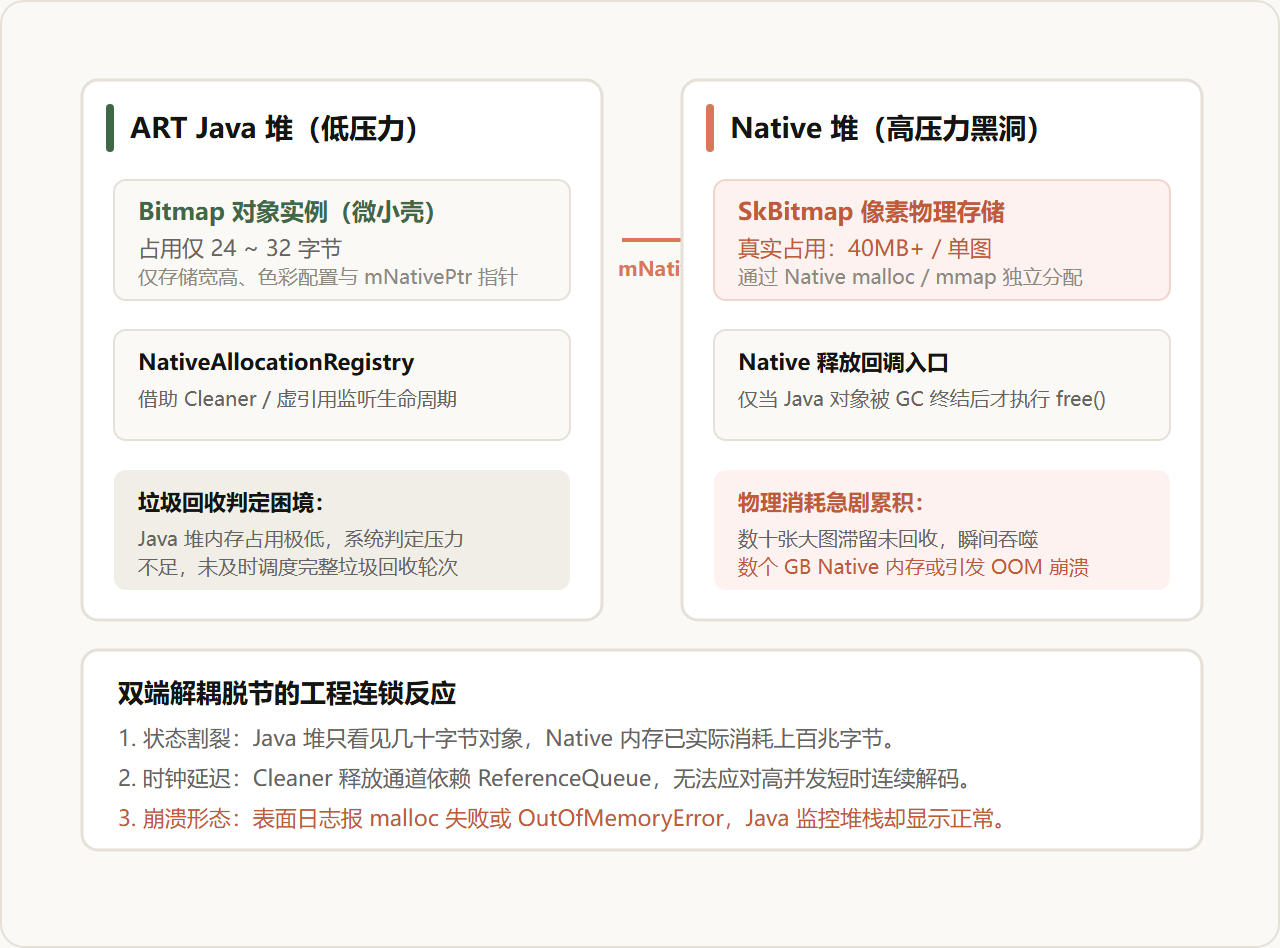 ART Java 堆（低压力）
Bitmap 对象实例（微小壳）
占用仅 24 ~ 32 字节
仅存储宽高、色彩配置与 mNativePtr 指针
NativeAllocationRegistry
借助 Cleaner / 虚引用监听生命周期
垃圾回收判定困境：
Java 堆内存占用极低，系统判定压力
不足，未及时调度完整垃圾回收轮次
mNati
Native 堆（高压力黑洞）
SkBitmap 像素物理存储
真实占用：40MB+ / 单图
通过 Native malloc / mmap 独立分配
Native 释放回调入口
仅当 Java 对象被 GC 终结后才执行 free()
物理消耗急剧累积：
数十张大图滞留未回收，瞬间吞噬
数个 GB Native 内存或引发 OOM 崩溃
双端解耦脱节的工程连锁反应
1. 状态割裂：Java 堆只看见几十字节对象，Native 内存已实际消耗上百兆字节。
2. 时钟延迟：Cleaner 释放通道依赖 ReferenceQueue，无法应对高并发短时连续解码。
3. 崩溃形态：表面日志报 malloc 失败或 OutOfMemoryError，Java 监控堆栈却显示正常。